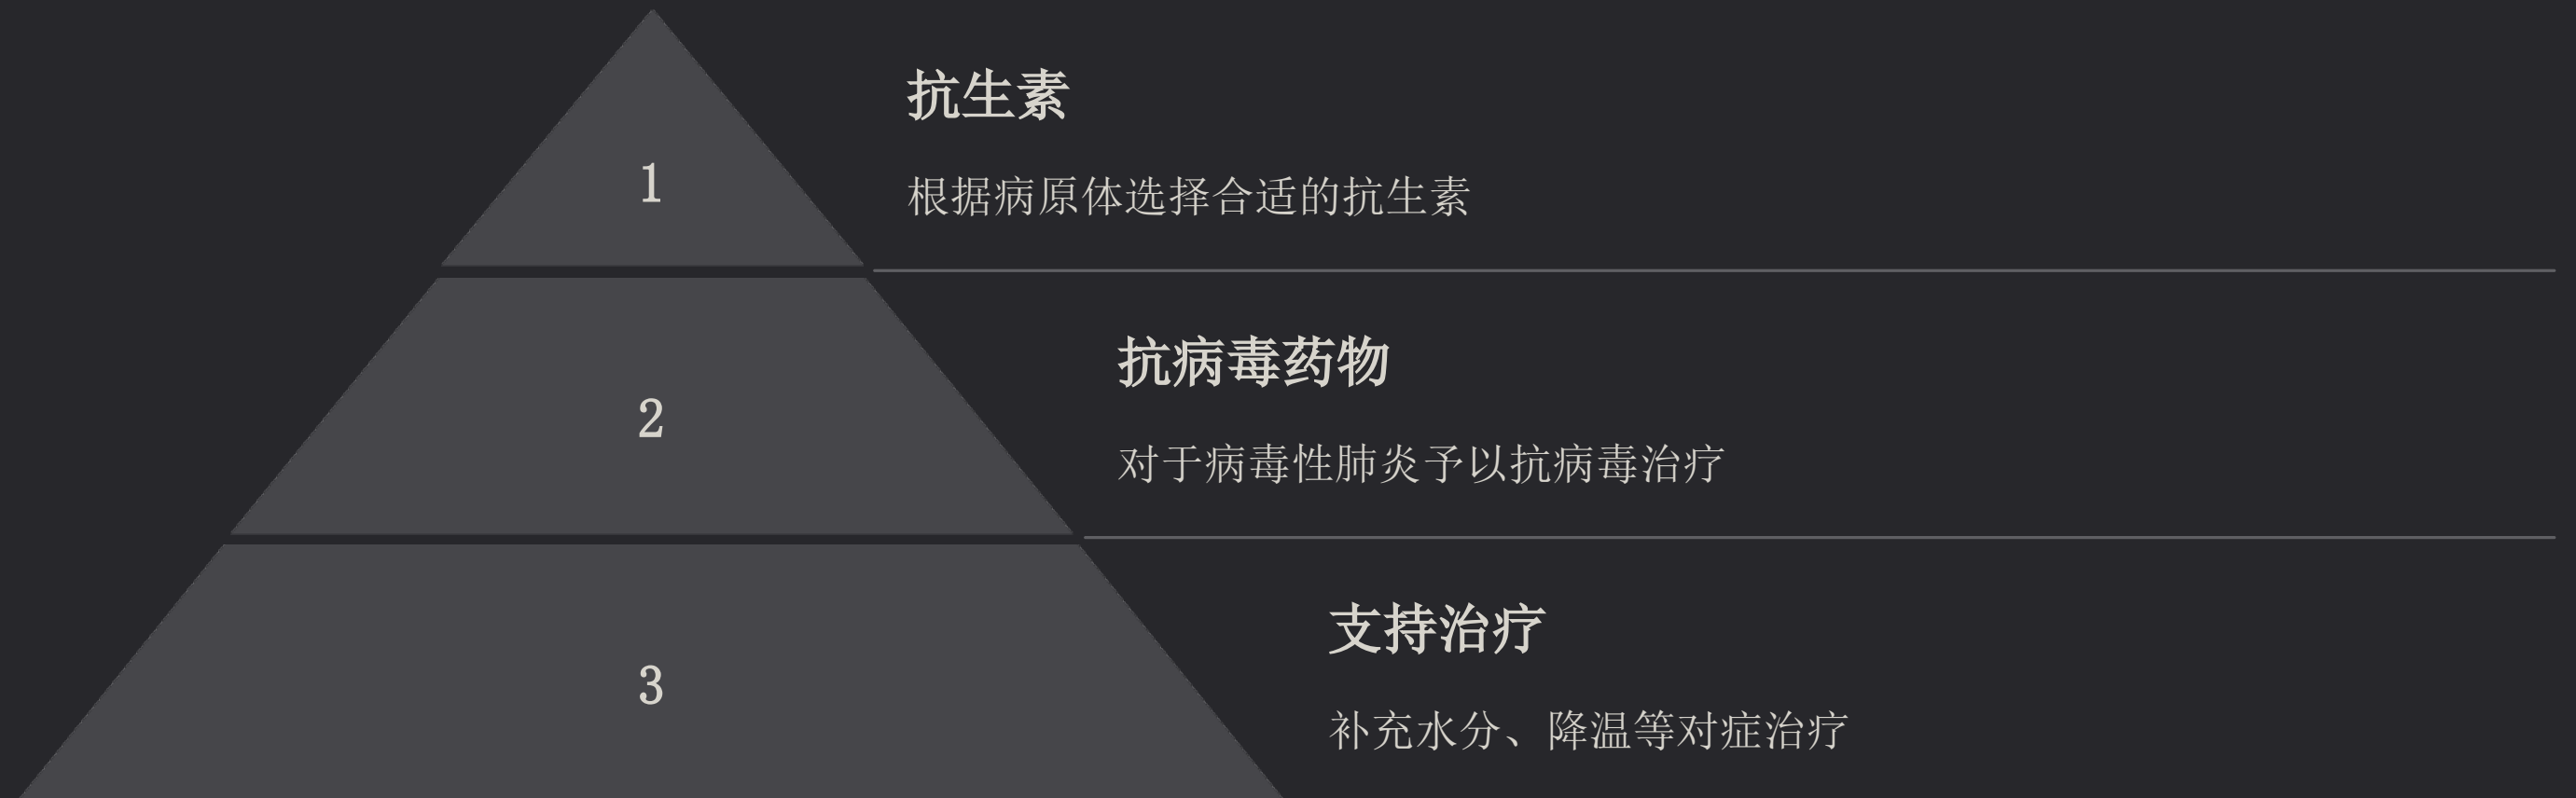 抗生素
1
根据病原体选择合适的抗生素
抗病毒药物
2
对于病毒性肺炎予以抗病毒治疗
支持治疗
3
补充水分、降温等对症治疗